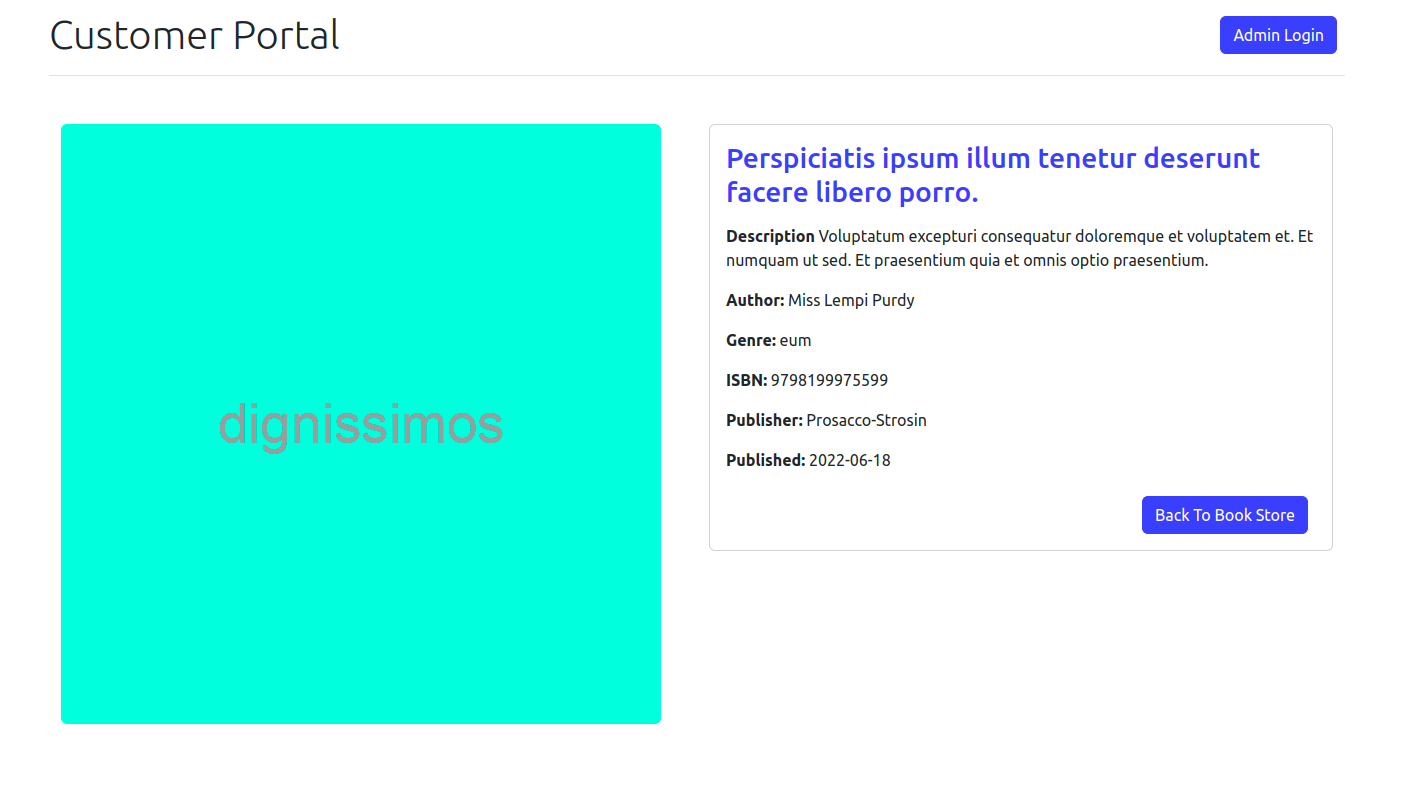 Customer Portal
Admin Login
dignissimos
Perspiciatis ipsum illum tenetur deserunt
facere libero porro.
Description Voluptatum excepturi consequatur doloremque et voluptatem et. Et
numquam ut sed. Et praesentium quia et omnis optio praesentium.
Author: Miss Lempi Purdy
Genre: eum
ISBN: 9798199975599
Publisher: Prosacco-Strosin
Published: 2022-06-18
Back To Book Store